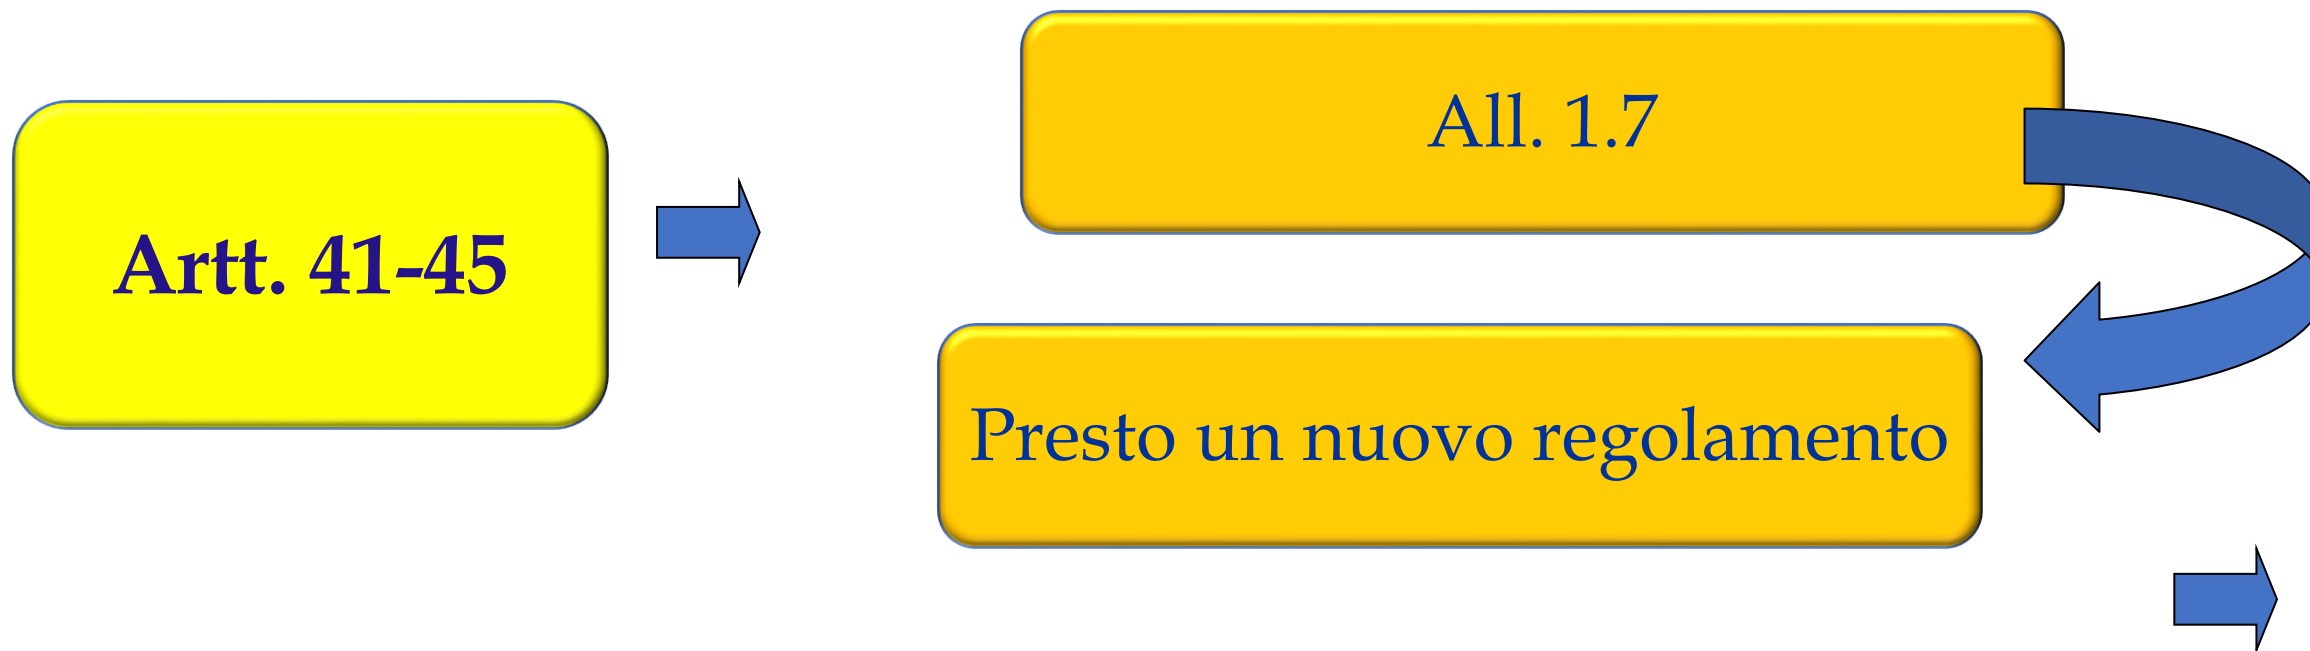 Artt. 41-45
All. 1.7
Presto un nuovo regolamento